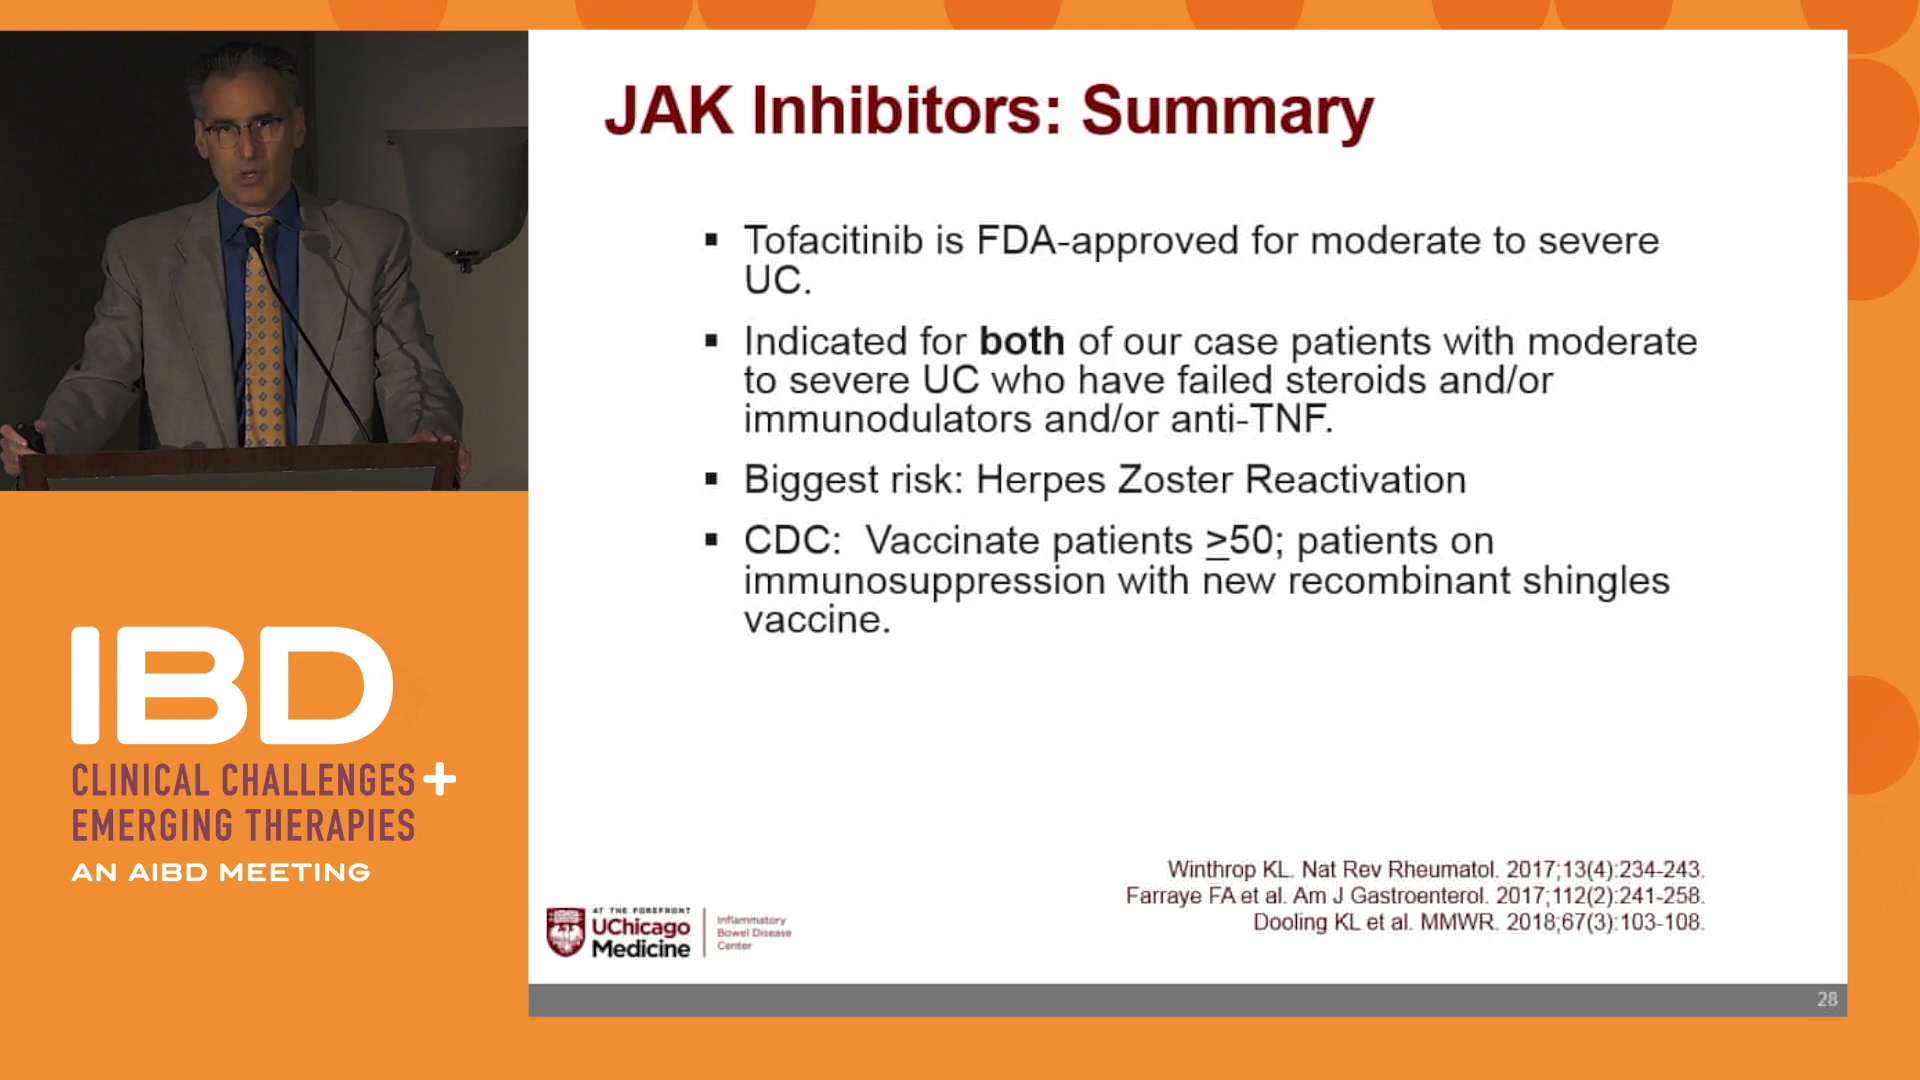 JAK Inhibitors: Summary
▪ Tofacitinib is FDA-approved for moderate to severe
UC.
▪ Indicated for both of our case patients with moderate
to severe UC who have failed steroids and/or
immunodulators and/or anti-TNF.
▪ Biggest risk: Herpes Zoster Reactivation
▪ CDC:  Vaccinate patients ≥50; patients on
immunosuppression with new recombinant shingles
vaccine.
Winthrop KL. Nat Rev Rheumatol. 2017;13(4):234-243.
Farraye FA et al. Am J Gastroenterol. 2017;112(2):241-258.
Dooling KL et al. MMWR. 2018;67(3):103-108.
AT THE FOREFRONT
UChicago
Medicine
Inflammatory
Bowel Disease
Center
28
IBD
CLINICAL CHALLENGES +
EMERGING THERAPIES
AN AIBD MEETING